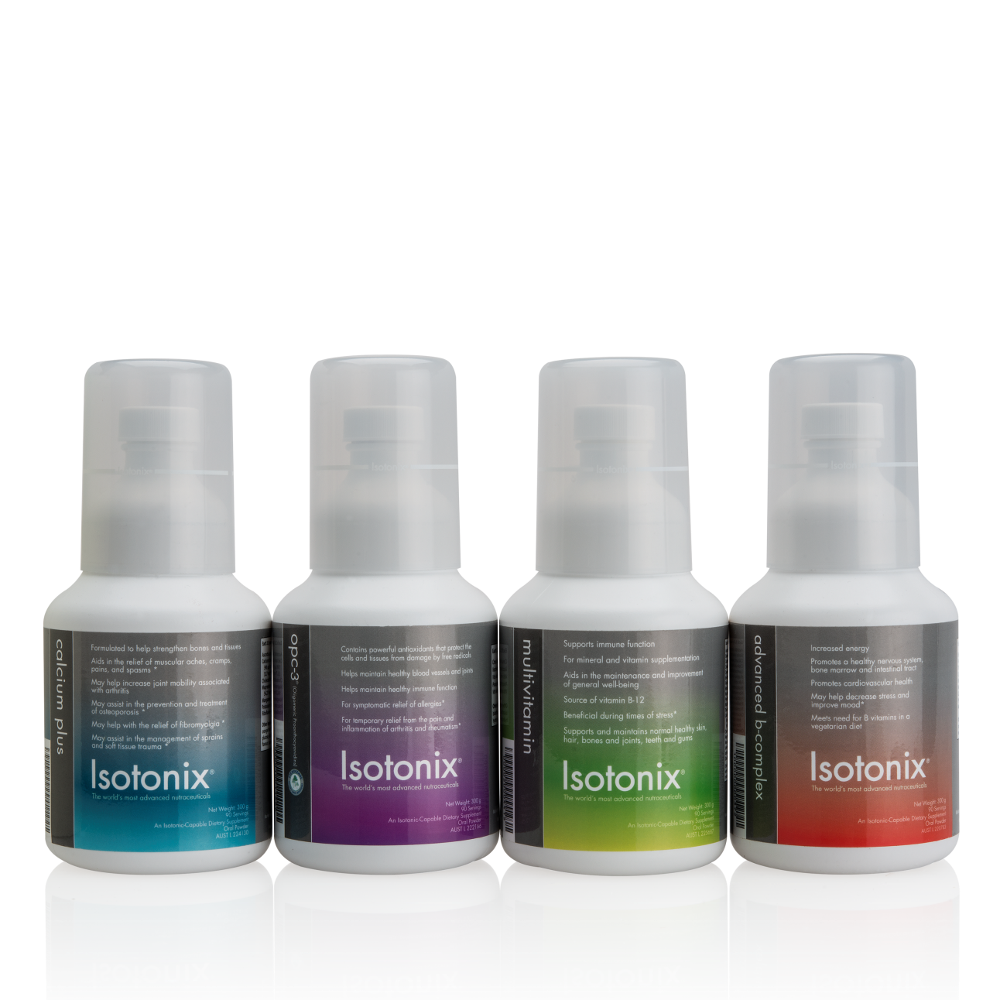 calcium plus
Formulated to help strengthen bones and tissues
Aids in the relief of muscular aches, cramps,
pains, and spasms *
May help increase joint mobility associated
with arthritis
May assist in the prevention and treatment
of osteoporosis *
May help with the relief of fibromyalgia *
May assist in the management of sprains
and soft tissue trauma *
Isotonix®
The world's most advanced nutraceuticals
Net Weight: 300 g
90 Servings
An Isotonic-Capable Dietary Supplement
Oral Powder
AUST L 224130
opc-3® (Oligomeric Proanthocyanidins)
Contains powerful antioxidants that protect the
cells and tissues from damage by free radicals
Helps maintain healthy blood vessels and joints
Helps maintain healthy immune function
For symptomatic relief of allergies*
For temporary relief from the pain and
inflammation of arthritis and rheumatism*
Isotonix®
The world's most advanced nutraceuticals
Net Weight: 300 g
90 Servings
An Isotonic-Capable Dietary Supplement
Oral Powder
AUST L 222166
multivitamin
Supports immune function
For mineral and vitamin supplementation
Aids in the maintenance and improvement
of general well-being
Source of vitamin B-12
Beneficial during times of stress*
Supports and maintains normal healthy skin,
hair, bones and joints, teeth and gums
Isotonix®
The world's most advanced nutraceuticals
Net Weight: 300 g
90 Servings
An Isotonic-Capable Dietary Supplement
Oral Powder
AUST L
advanced b-complex
Increased energy
Promotes a healthy nervous system,
bone marrow and intestinal tract
Promotes cardiovascular health
May help decrease stress and
improve mood*
Meets need for B vitamins in a
vegetarian diet
Isotonix®
The world's most advanced nutraceuticals
Net Weight: 300 g
90 Servings
An Isotonic-Capable Dietary Supplement
Oral Powder
AUST L